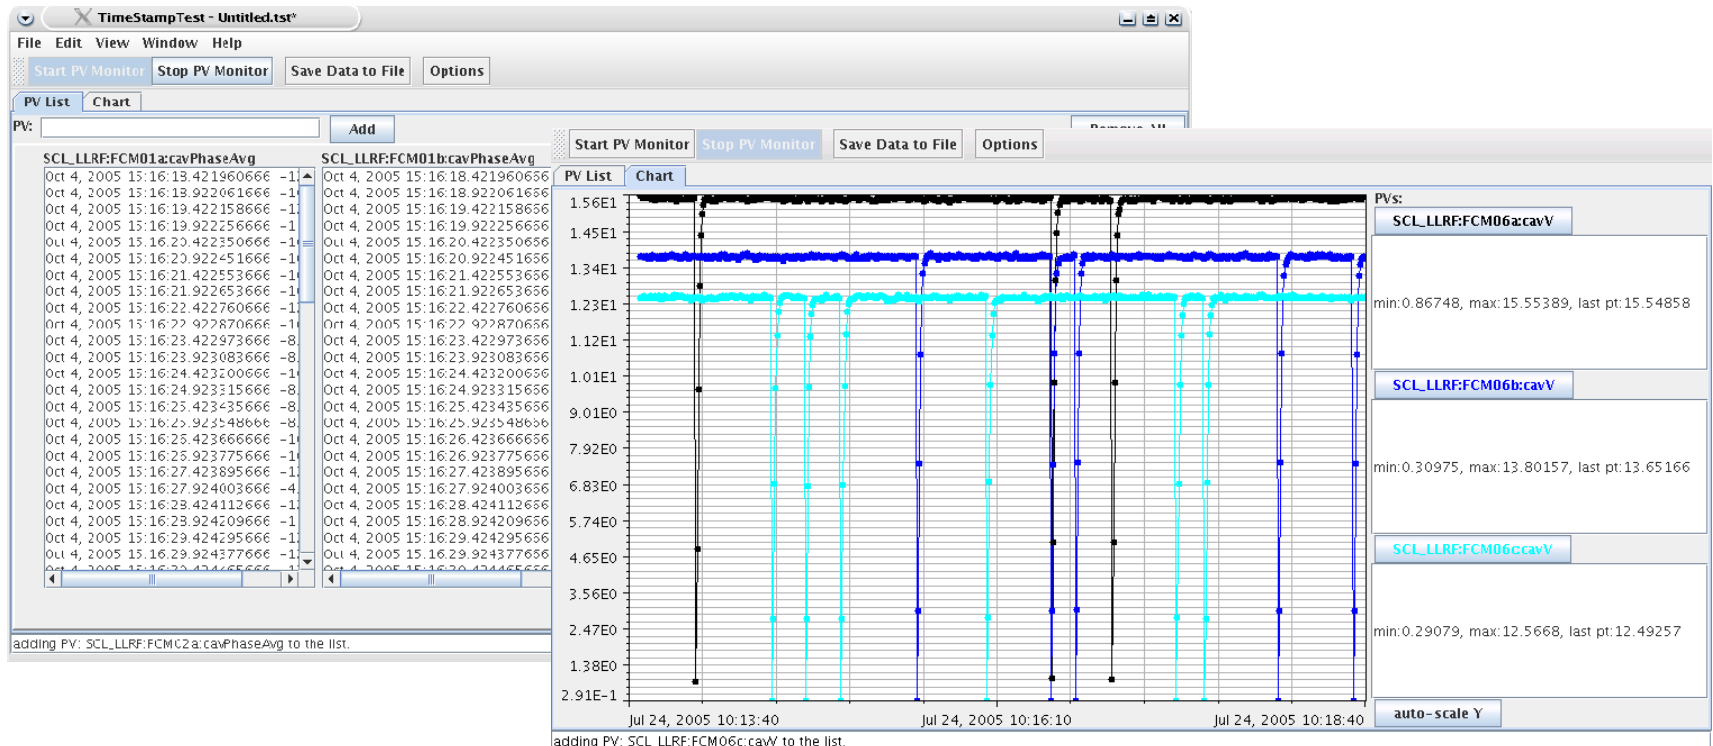 TimeStampTest - Untitled.tst*
File Edit View Window Help
Start PV Monitor Stop PV Monitor Save Data to File Options
PV List Chart
PV: Add
SCL_LLRF:FCM01a:cavPhaseAvg SCL_LLRF:FCM01b:cavPhaseAvg
Oct 4, 2005 15:16:18.421960666 Oct 4, 2005 15:16:18.421960666
Oct 4, 2005 15:16:18.922061666 Oct 4, 2005 15:16:18.922061666
Oct 4, 2005 15:16:19.422158666 Oct 4, 2005 15:16:19.422158666
Oct 4, 2005 15:16:19.922256666 Oct 4, 2005 15:16:19.922256666
Oct 4, 2005 15:16:20.422350666 Oct 4, 2005 15:16:20.422350666
Oct 4, 2005 15:16:20.922451666 Oct 4, 2005 15:16:20.922451666
Oct 4, 2005 15:16:21.422553666 Oct 4, 2005 15:16:21.422553666
Oct 4, 2005 15:16:21.922653666 Oct 4, 2005 15:16:21.922653666
Oct 4, 2005 15:16:22.422760666 Oct 4, 2005 15:16:22.422760666
Oct 4, 2005 15:16:22.922870666 Oct 4, 2005 15:16:22.922870666
Oct 4, 2005 15:16:23.422973666 -8. Oct 4, 2005 15:16:23.422973666
Oct 4, 2005 15:16:23.923083666 -8. Oct 4, 2005 15:16:23.923083666
Oct 4, 2005 15:16:24.423200666 Oct 4, 2005 15:16:24.423200666
Oct 4, 2005 15:16:24.923315666 -8. Oct 4, 2005 15:16:24.923315666
Oct 4, 2005 15:16:25.423435666 -8. Oct 4, 2005 15:16:25.423435666
Oct 4, 2005 15:16:25.923548666 -8. Oct 4, 2005 15:16:25.923548666
Oct 4, 2005 15:16:26.423666666 Oct 4, 2005 15:16:26.423666666
Oct 4, 2005 15:16:26.923775666 Oct 4, 2005 15:16:26.923775666
Oct 4, 2005 15:16:27.423895666 Oct 4, 2005 15:16:27.423895666
Oct 4, 2005 15:16:27.924003666 -4. Oct 4, 2005 15:16:27.924003666
Oct 4, 2005 15:16:28.424112666 Oct 4, 2005 15:16:28.424112666
Oct 4, 2005 15:16:28.924209666 Oct 4, 2005 15:16:28.924209666
Oct 4, 2005 15:16:29.424295666 Oct 4, 2005 15:16:29.424295666
Oct 4, 2005 15:16:29.924377666 Oct 4, 2005 15:16:29.924377666
adding PV: SCL_LLRF:FCM02a:cavPhaseAvg to the list.
Start PV Monitor Stop PV Monitor Save Data to File Options
PV List Chart
1.56E1
1.45E1
1.34E1
1.23E1
1.12E1
1.01E1
9.01E0
7.92E0
6.83E0
5.74E0
4.65E0
3.56E0
2.47E0
1.38E0
2.91E-1
Jul 24, 2005 10:13:40 Jul 24, 2005 10:16:10 Jul 24, 2005 10:18:40
PVs:
SCL_LLRF:FCM06a:cavV
min:0.86748, max:15.55389, last pt:15.54858
SCL_LLRF:FCM06b:cavV
min:0.30975, max:13.80157, last pt:13.65166
SCL_LLRF:FCM06c:cavV
min:0.29079, max:12.5668, last pt:12.49257
auto-scale Y
adding PV: SCL_LLRF:FCM06c:cavV to the list.